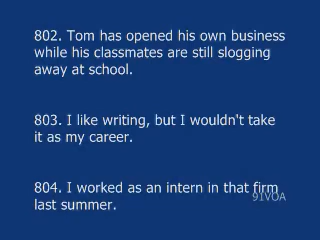 802. Tom has opened his own business
while his classmates are still slogging
away at school.
803. I like writing, but I wouldn't take
it as my career.
804. I worked as an intern in that firm
last summer.
91VOA